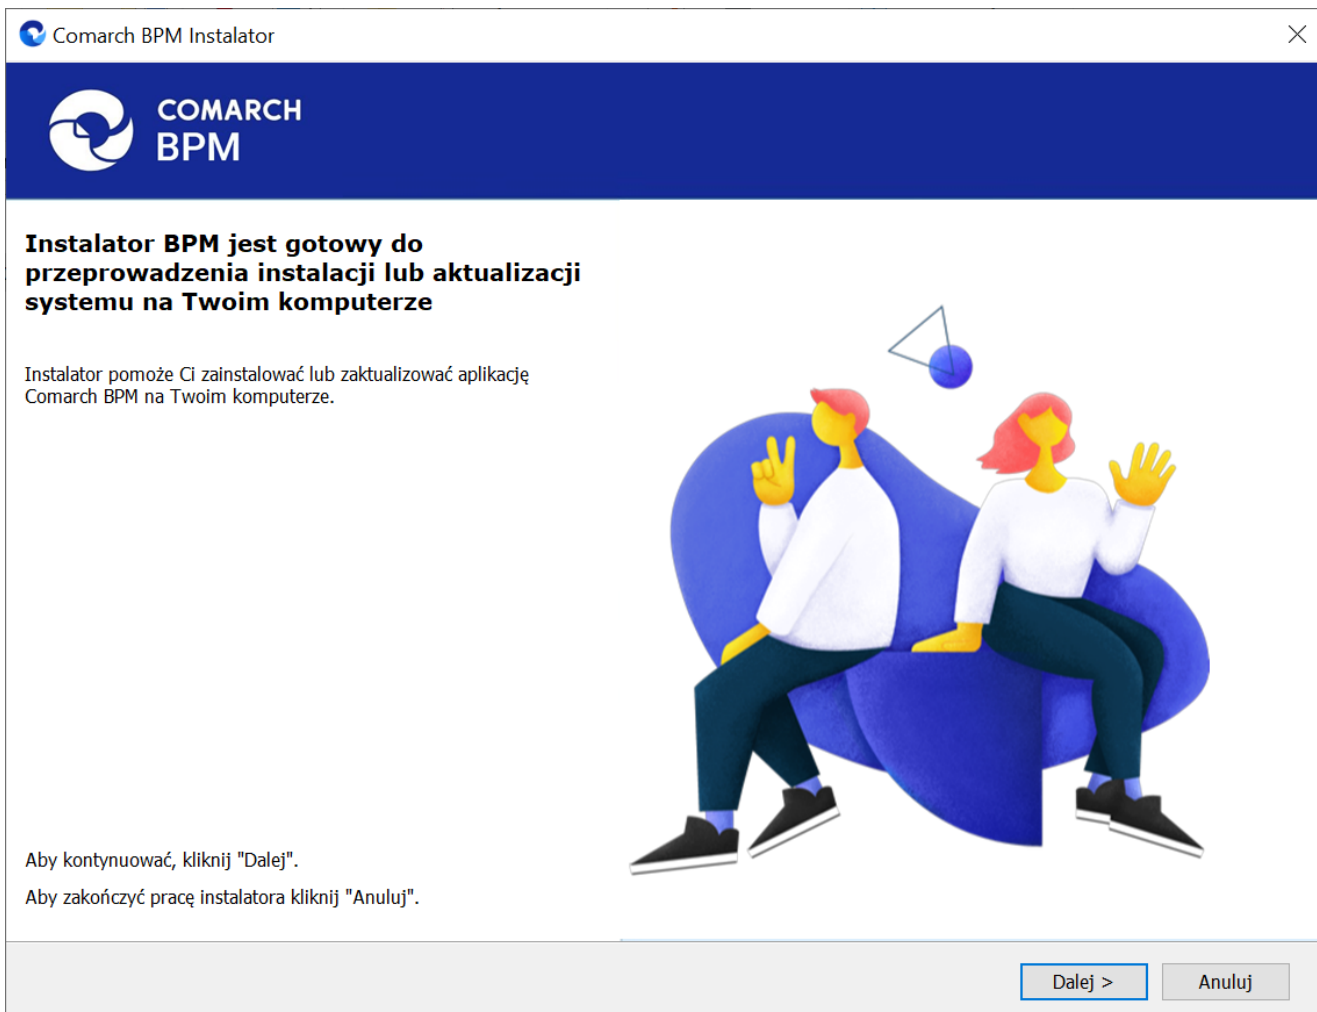 Comarch BPM Instalator
COMARCH
BPM
Instalator BPM jest gotowy do
przeprowadzenia instalacji lub aktualizacji
systemu na Twoim komputerze
Instalator pomoże Ci zainstalować lub zaktualizować aplikację
Comarch BPM na Twoim komputerze.
Aby kontynuować, kliknij "Dalej".
Aby zakończyć pracę instalatora kliknij "Anuluj".
Dalej >
Anuluj